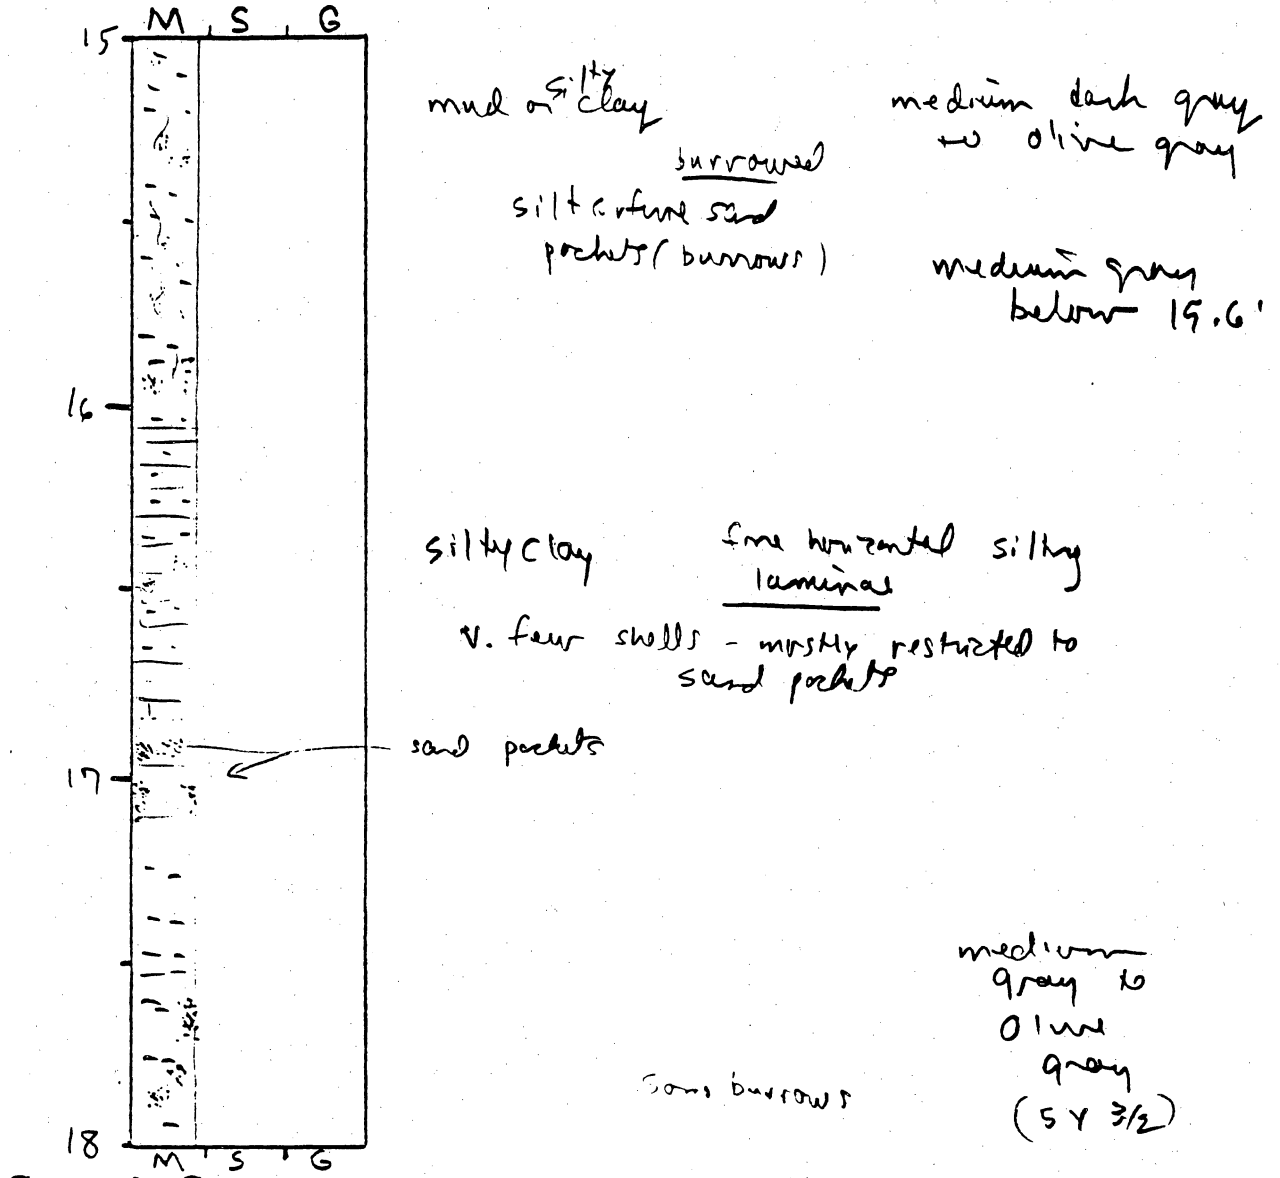 M S G
15
silty
mud or clay
medium dark gray
to olive gray
burrowed
silt & fine sand
pockets (burrows)
medium gray
below 15.6'
16
silty clay
fine horizontal silty
laminae
v. few shells - mostly restricted to
sand pockets
sand pockets
17
medium
gray to
olive
gray
(5 Y 3/2)
some burrows
18
M S G